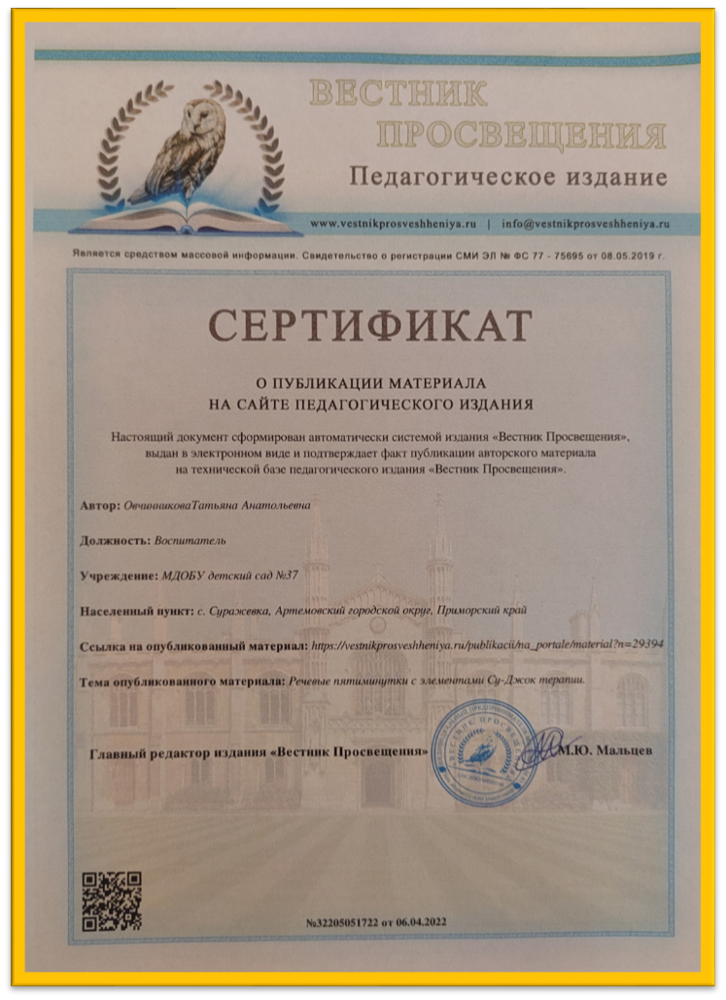 ВЕСТНИК
ПРОСВЕЩЕНИЯ
Педагогическое издание
www.vestnikprosveshheniya.ru | info@vestnikprosveshheniya.ru
Является средством массовой информации. Свидетельство о регистрации СМИ ЭЛ № ФС 77 - 75695 от 08.05.2019 г.
СЕРТИФИКАТ
О ПУБЛИКАЦИИ МАТЕРИАЛА
НА САЙТЕ ПЕДАГОГИЧЕСКОГО ИЗДАНИЯ
Настоящий документ сформирован автоматически системой издания «Вестник Просвещения»,
выдан в электронном виде и подтверждает факт публикации авторского материала
на технической базе педагогического издания «Вестник Просвещения».
Автор: ОвчинниковаТатьяна Анатольевна
Должность: Воспитатель
Учреждение: МДОБУ детский сад №37
Населенный пункт: с. Суражевка, Артемовский городской округ, Приморский край
Ссылка на опубликованный материал: https://vestnikprosveshheniya.ru/publikacii/na_portale/material?n=29394
Тема опубликованного материала: Речевые пятиминутки с элементами Су-Джок терапии.
Главный редактор издания «Вестник Просвещения» М.Ю. Мальцев
№32205051722 от 06.04.2022